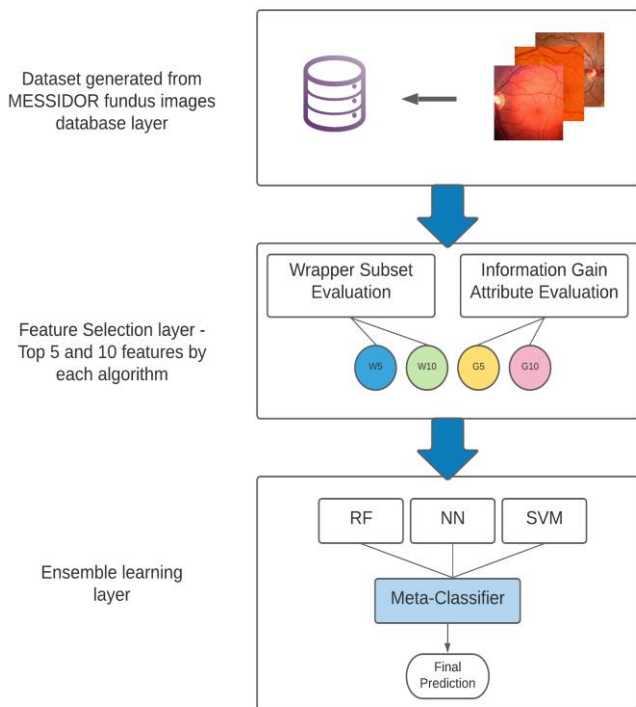 Dataset generated from
MESSIDOR fundus images
database layer
Wrapper Subset
Evaluation
Information Gain
Attribute Evaluation
Feature Selection layer -
Top 5 and 10 features by
each algorithm
W5
W10
G5
G10
RF
NN
SVM
Ensemble learning
layer
Meta-Classifier
Final
Prediction